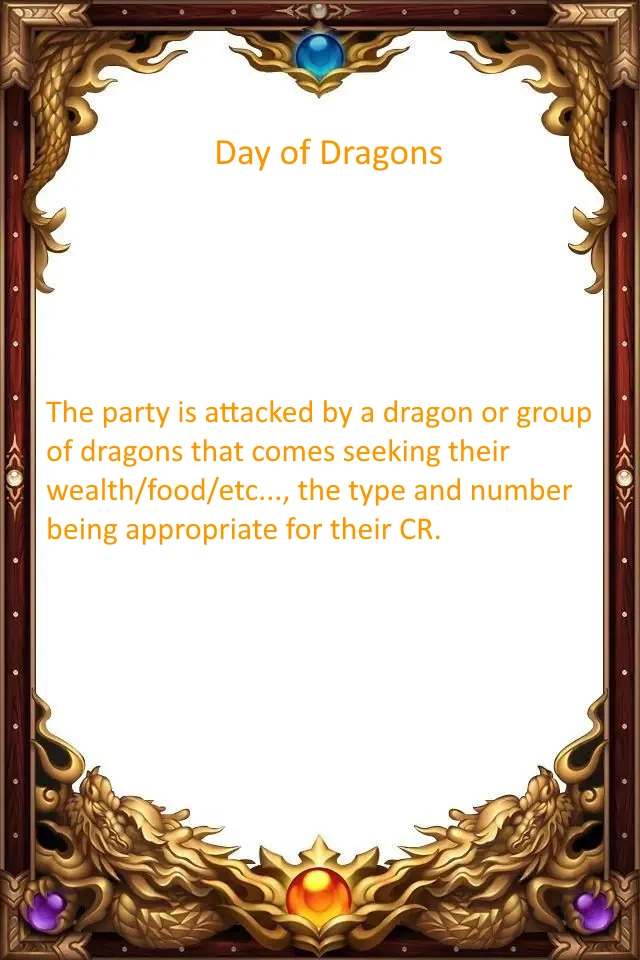 Day of Dragons
The party is attacked by a dragon or group
of dragons that comes seeking their
wealth/food/etc..., the type and number
being appropriate for their CR.